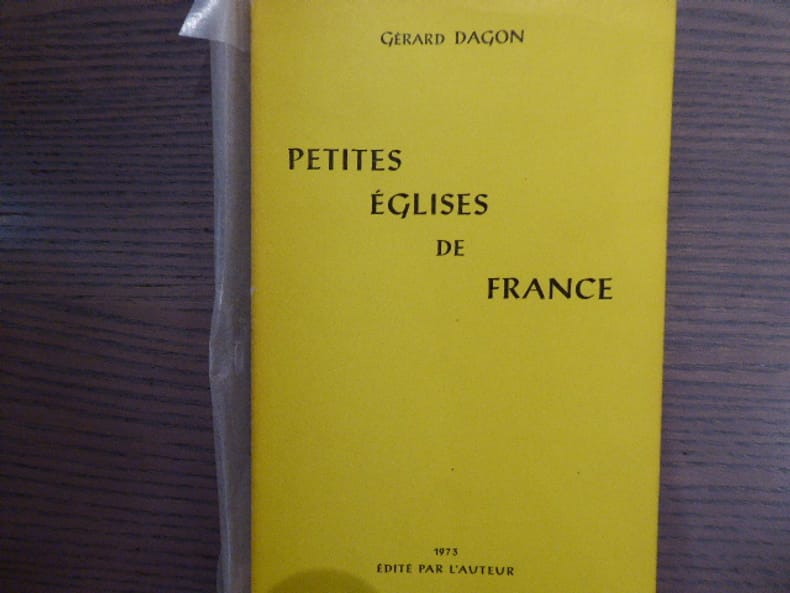 GÉRARD DAGON
PETITES
ÉGLISES
DE
FRANCE
1973
ÉDITÉ PAR L'AUTEUR